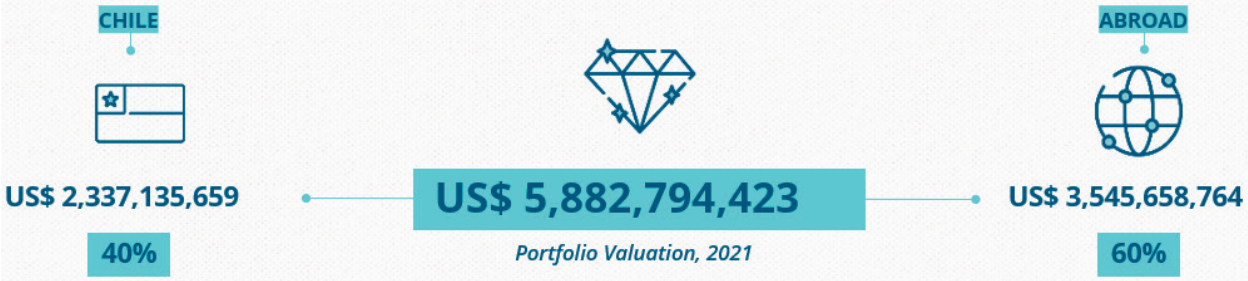 CHILE
ABROAD
US$ 2,337,135,659
US$ 5,882,794,423
US$ 3,545,658,764
40%
Portfolio Valuation, 2021
60%